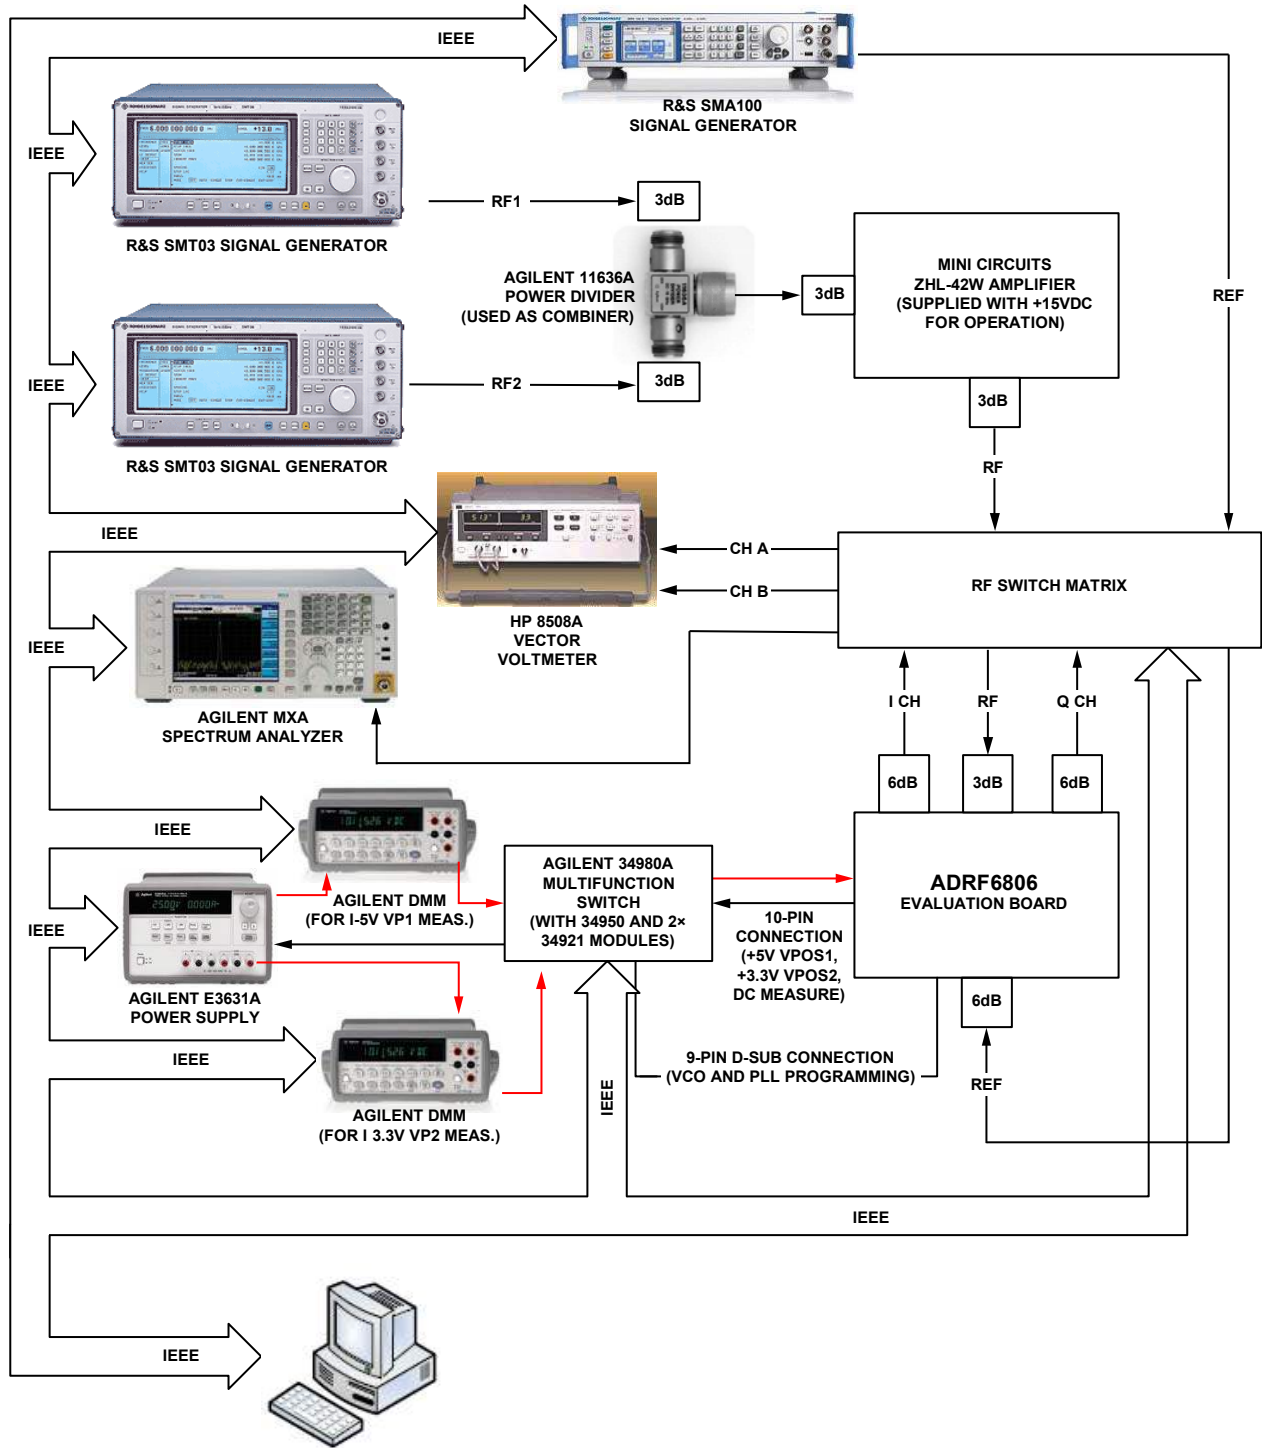 IEEE
R&S SMA100
SIGNAL GENERATOR
IEEE
R&S SMT03 SIGNAL GENERATOR
RF1
3dB
AGILENT 11636A
POWER DIVIDER
(USED AS COMBINER)
3dB
MINI CIRCUITS
ZHL-42W AMPLIFIER
(SUPPLIED WITH +15VDC
FOR OPERATION)
REF
IEEE
R&S SMT03 SIGNAL GENERATOR
RF2
3dB
3dB
RF
IEEE
HP 8508A
VECTOR
VOLTMETER
CH A
CH B
RF SWITCH MATRIX
IEEE
AGILENT MXA
SPECTRUM ANALYZER
I CH
RF
Q CH
6dB
3dB
6dB
IEEE
AGILENT DMM
(FOR I-5V VP1 MEAS.)
AGILENT 34980A
MULTIFUNCTION
SWITCH
(WITH 34950 AND 2×
34921 MODULES)
ADRF6806
EVALUATION BOARD
10-PIN
CONNECTION
(+5V VPOS1,
+3.3V VPOS2,
DC MEASURE)
IEEE
AGILENT E3631A
POWER SUPPLY
6dB
IEEE
AGILENT DMM
(FOR I 3.3V VP2 MEAS.)
9-PIN D-SUB CONNECTION
(VCO AND PLL PROGRAMMING)
REF
IEEE
IEEE
IEEE